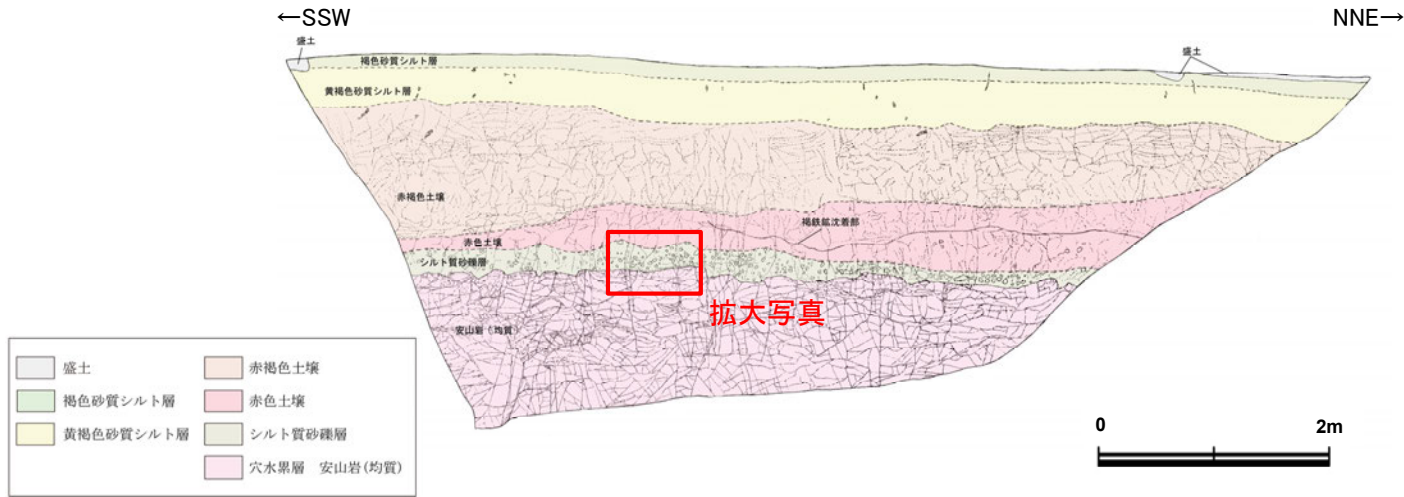 ←SSW
NNE→
盛土
盛土
褐色砂質シルト層
黄褐色砂質シルト層
赤褐色土壌
褐鉄鉱沈着部
赤色土壌
シルト質砂礫層
拡大写真
安山岩(均質)
盛土
赤褐色土壌
褐色砂質シルト層
赤色土壌
黄褐色砂質シルト層
シルト質砂礫層
穴水累層 安山岩(均質)
0
2m